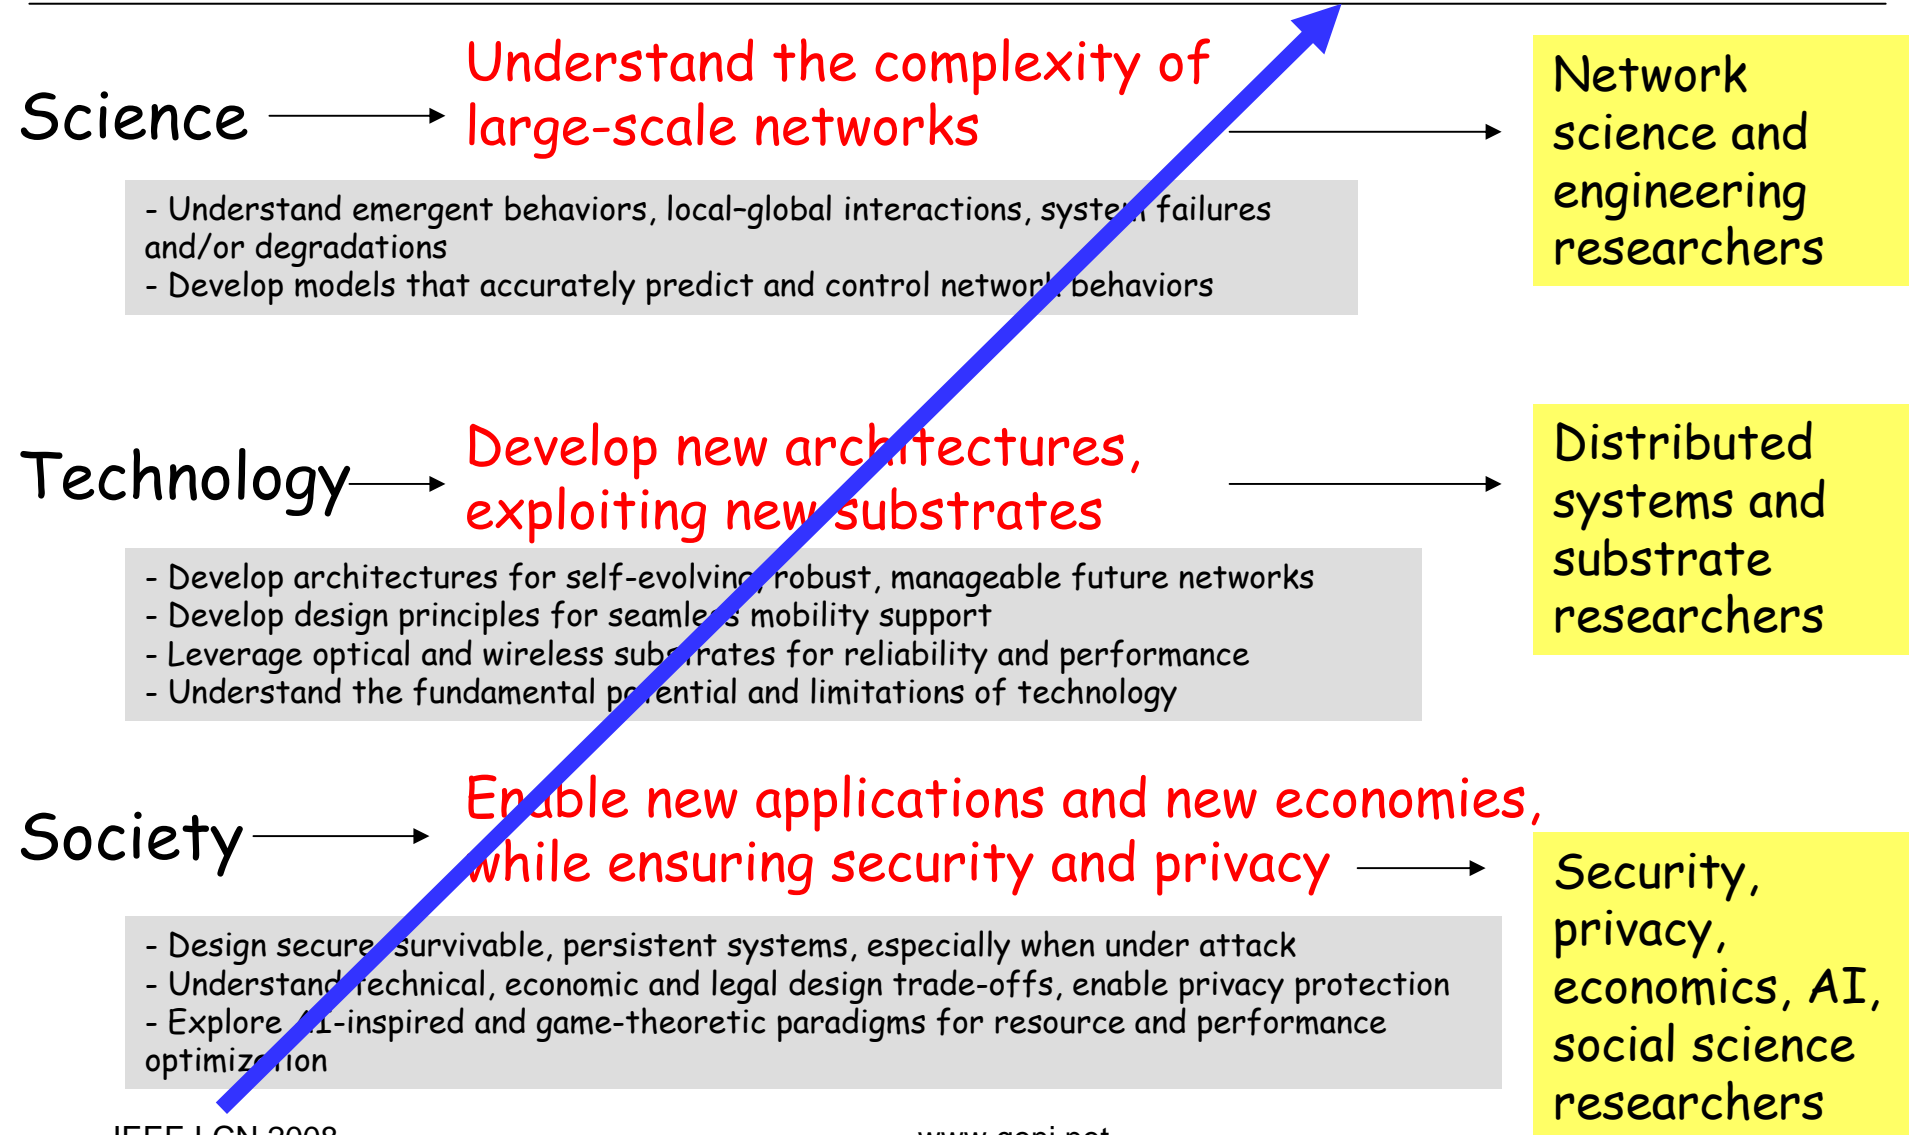 Understand the complexity of
Science
large-scale networks
Network
science and
engineering
researchers
- Understand emergent behaviors, local-global interactions, system failures
and/or degradations
- Develop models that accurately predict and control network behaviors
Develop new architectures,
Technology
exploiting new substrates
Distributed
systems and
substrate
researchers
- Develop architectures for self-evolving, robust, manageable future networks
- Develop design principles for seamless mobility support
- Leverage optical and wireless substrates for reliability and performance
- Understand the fundamental potential and limitations of technology
Enable new applications and new economies,
Society
while ensuring security and privacy
Security,
privacy,
economics, AI,
social science
researchers
- Design secure, survivable, persistent systems, especially when under attack
- Understand technical, economic and legal design trade-offs, enable privacy protection
- Explore AI-inspired and game-theoretic paradigms for resource and performance
optimization
IEEE LCN 2008
www.geni.net